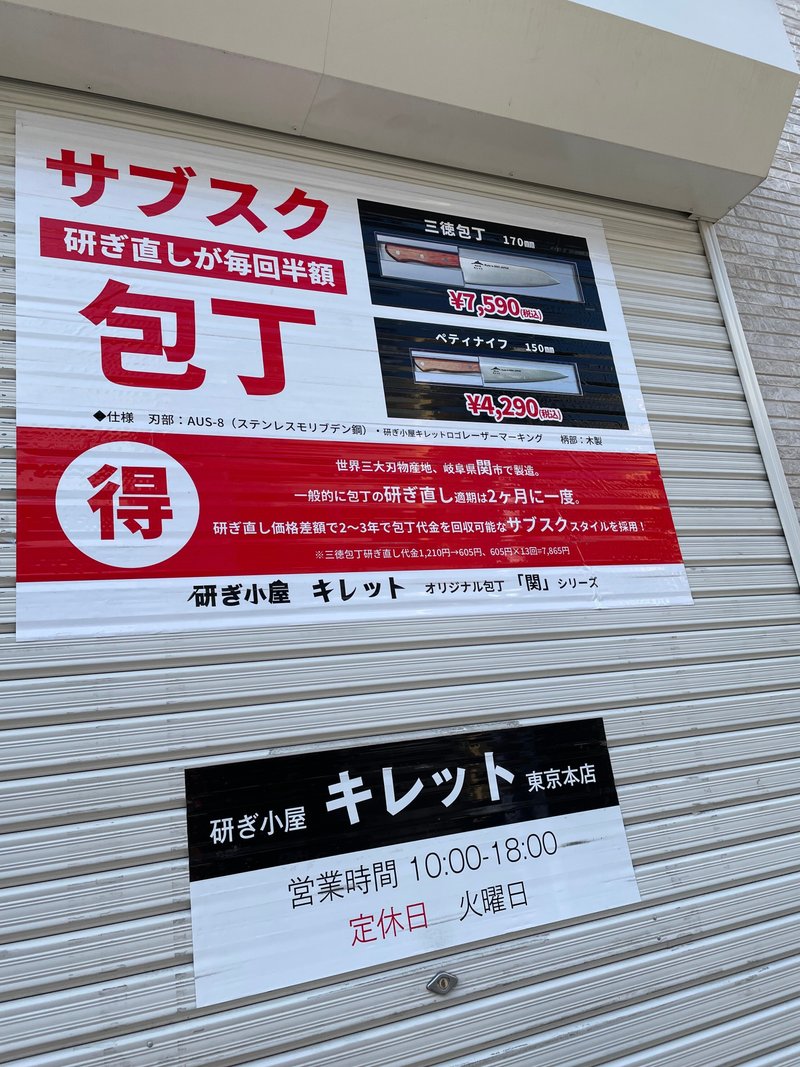 サブスク
研ぎ直しが毎回半額
包丁
三徳包丁 170㎜
¥7,590(税込)
ペティナイフ 150㎜
¥4,290(税込)
◆仕様 刃部：AUS-8（ステンレスモリブデン鋼）・研ぎ小屋キレットロゴレーザーマーキング 柄部：木製
得
世界三大刃物産地、岐阜県関市で製造。
一般的に包丁の研ぎ直し適期は2ヶ月に一度。
研ぎ直し価格差額で2〜3年で包丁代金を回収可能なサブスクスタイルを採用！
※三徳包丁研ぎ直し代金1,210円→605円、605円×13回=7,865円
研ぎ小屋 キレット オリジナル包丁「関」シリーズ
研ぎ小屋 キレット 東京本店
営業時間 10:00-18:00
定休日 火曜日